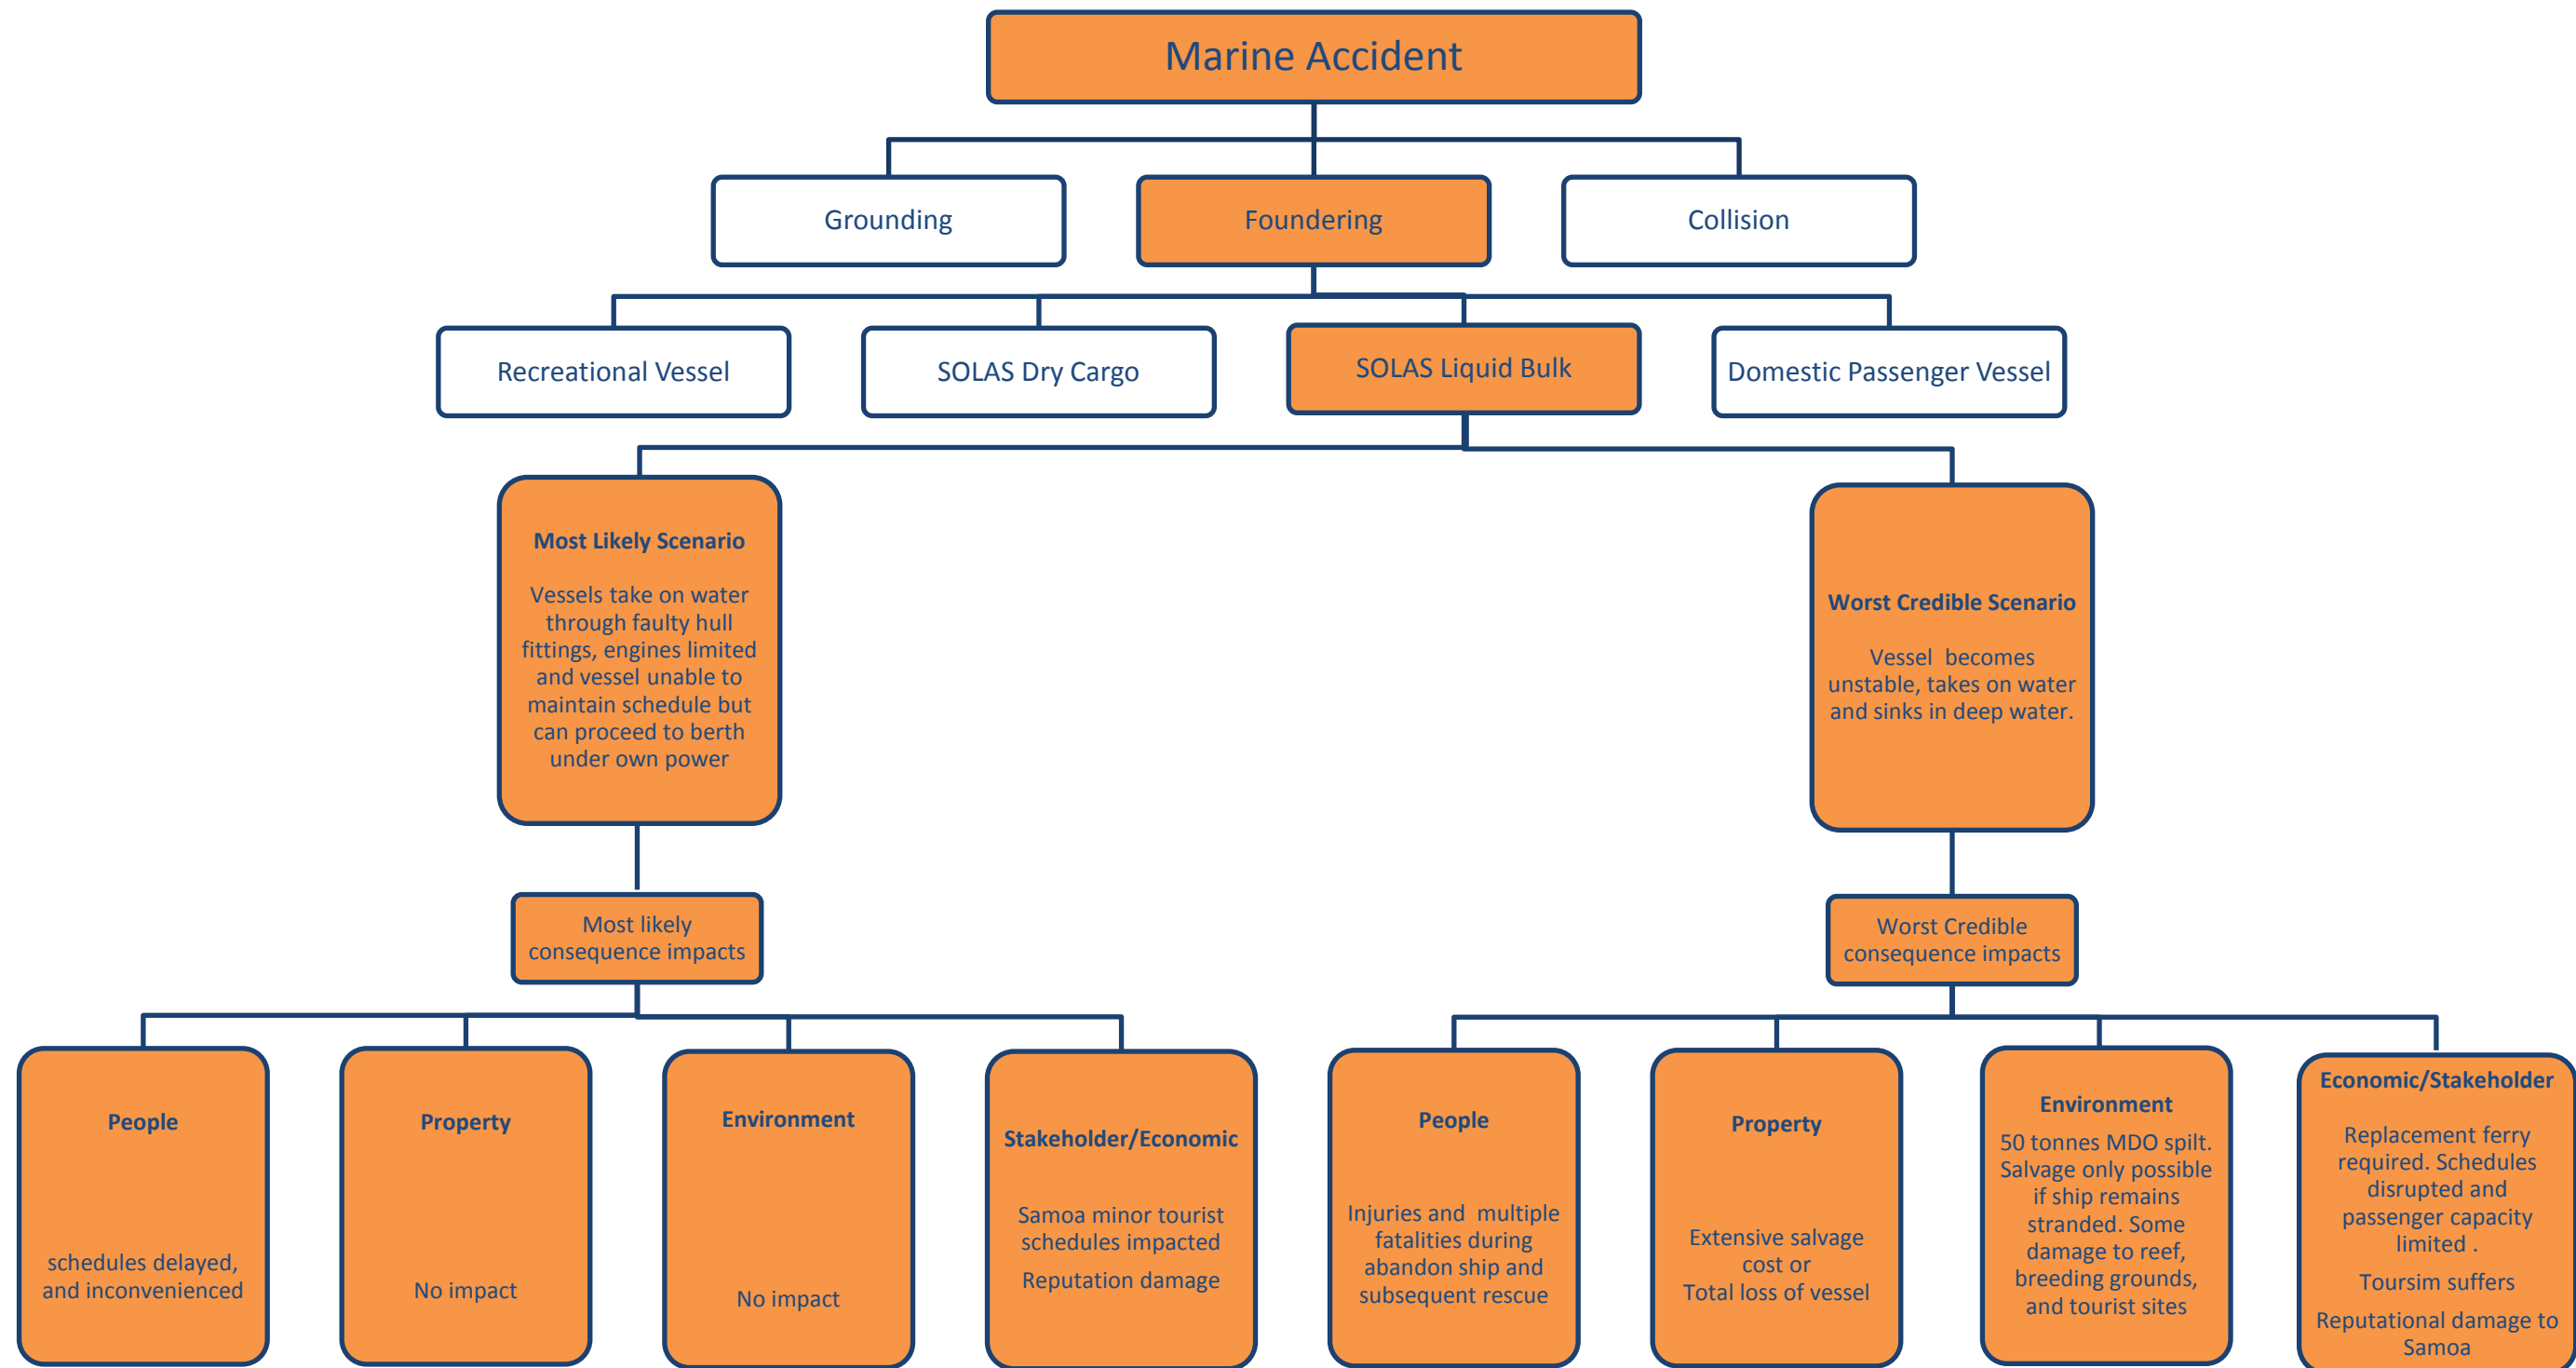 Marine Accident
Grounding
Foundering
Collision
Recreational Vessel
SOLAS Dry Cargo
SOLAS Liquid Bulk
Domestic Passenger Vessel
Most Likely Scenario
Vessels take on water
through faulty hull
fittings, engines limited
and vessel unable to
maintain schedule but
can proceed to berth
under own power
Worst Credible Scenario
Vessel becomes
unstable, takes on water
and sinks in deep water.
Most likely
consequence impacts
Worst Credible
consequence impacts
People
schedules delayed,
and inconvenienced
Property
No impact
Environment
No impact
Stakeholder/Economic
Samoa minor tourist
schedules impacted
Reputation damage
People
Injuries and multiple
fatalities during
abandon ship and
subsequent rescue
Property
Extensive salvage
cost or
Total loss of vessel
Environment
50 tonnes MDO spilt.
Salvage only possible
if ship remains
stranded. Some
damage to reef,
breeding grounds,
and tourist sites
Economic/Stakeholder
Replacement ferry
required. Schedules
disrupted and
passenger capacity
limited .
Toursim suffers
Reputational damage to
Samoa